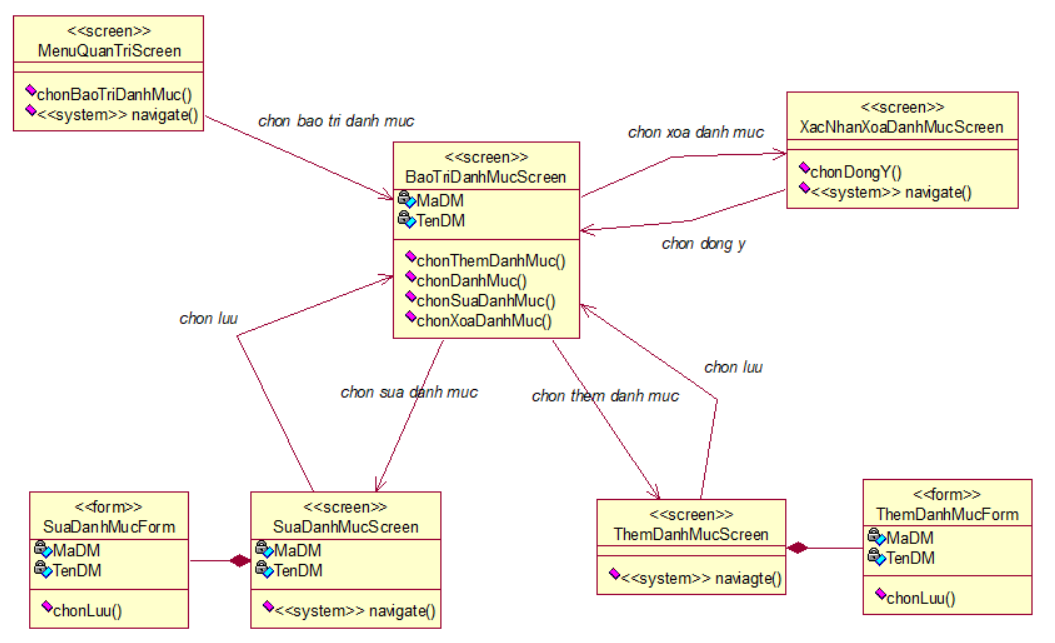 <<screen>>
MenuQuanTriScreen
chonBaoTriDanhMuc()
<<system>> navigate()
chon bao tri danh muc
<<screen>>
BaoTriDanhMucScreen
MaDM
TenDM
chonThemDanhMuc()
chonDanhMuc()
chonSuaDanhMuc()
chonXoaDanhMuc()
chon xoa danh muc
<<screen>>
XacNhanXoaDanhMucScreen
chonDongY()
<<system>> navigate()
chon dong y
chon luu
chon sua danh muc
chon them danh muc
chon luu
<<form>>
SuaDanhMucForm
MaDM
TenDM
chonLuu()
<<screen>>
SuaDanhMucScreen
MaDM
TenDM
<<system>> navigate()
<<screen>>
ThemDanhMucScreen
<<system>> naviagte()
<<form>>
ThemDanhMucForm
MaDM
TenDM
chonLuu()